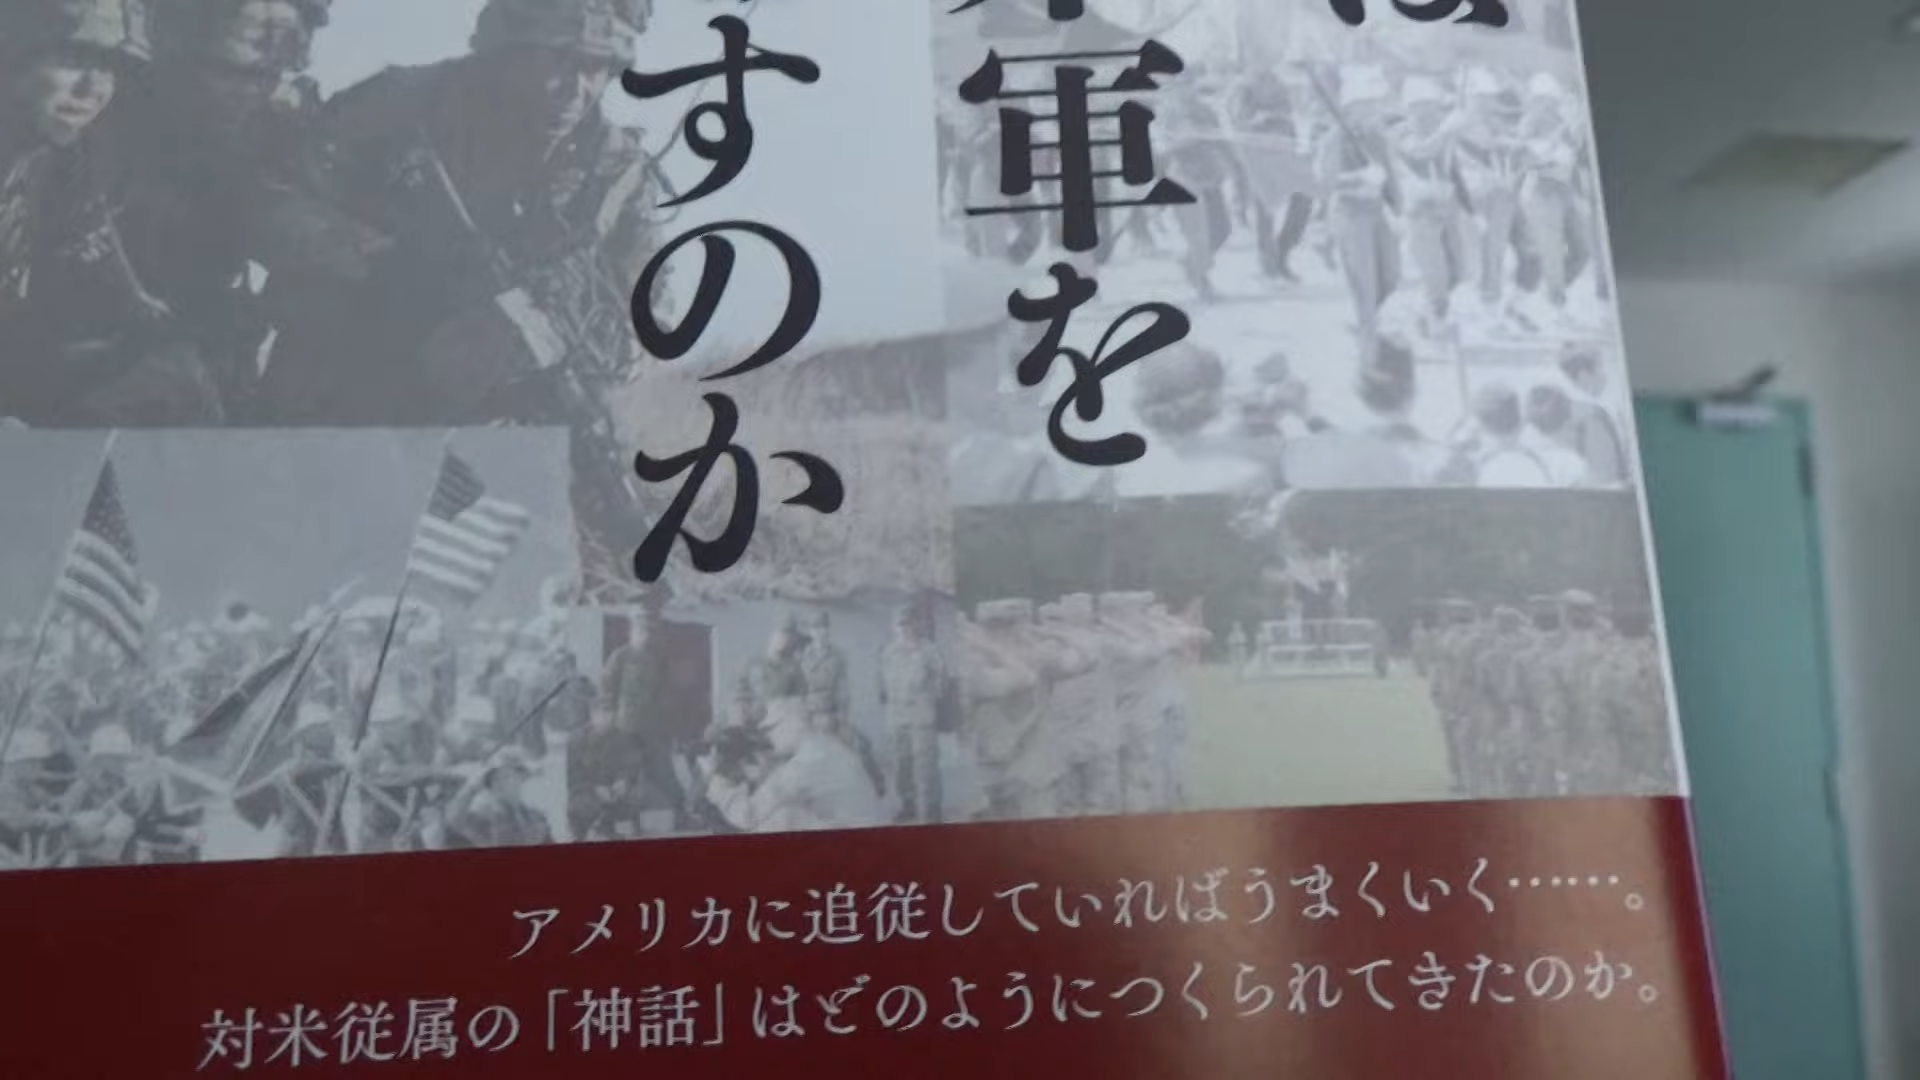 は
軍を
すのか
アメリカに追従していればうまくいく……。
対米従属の「神話」はどのようにつくられてきたのか。